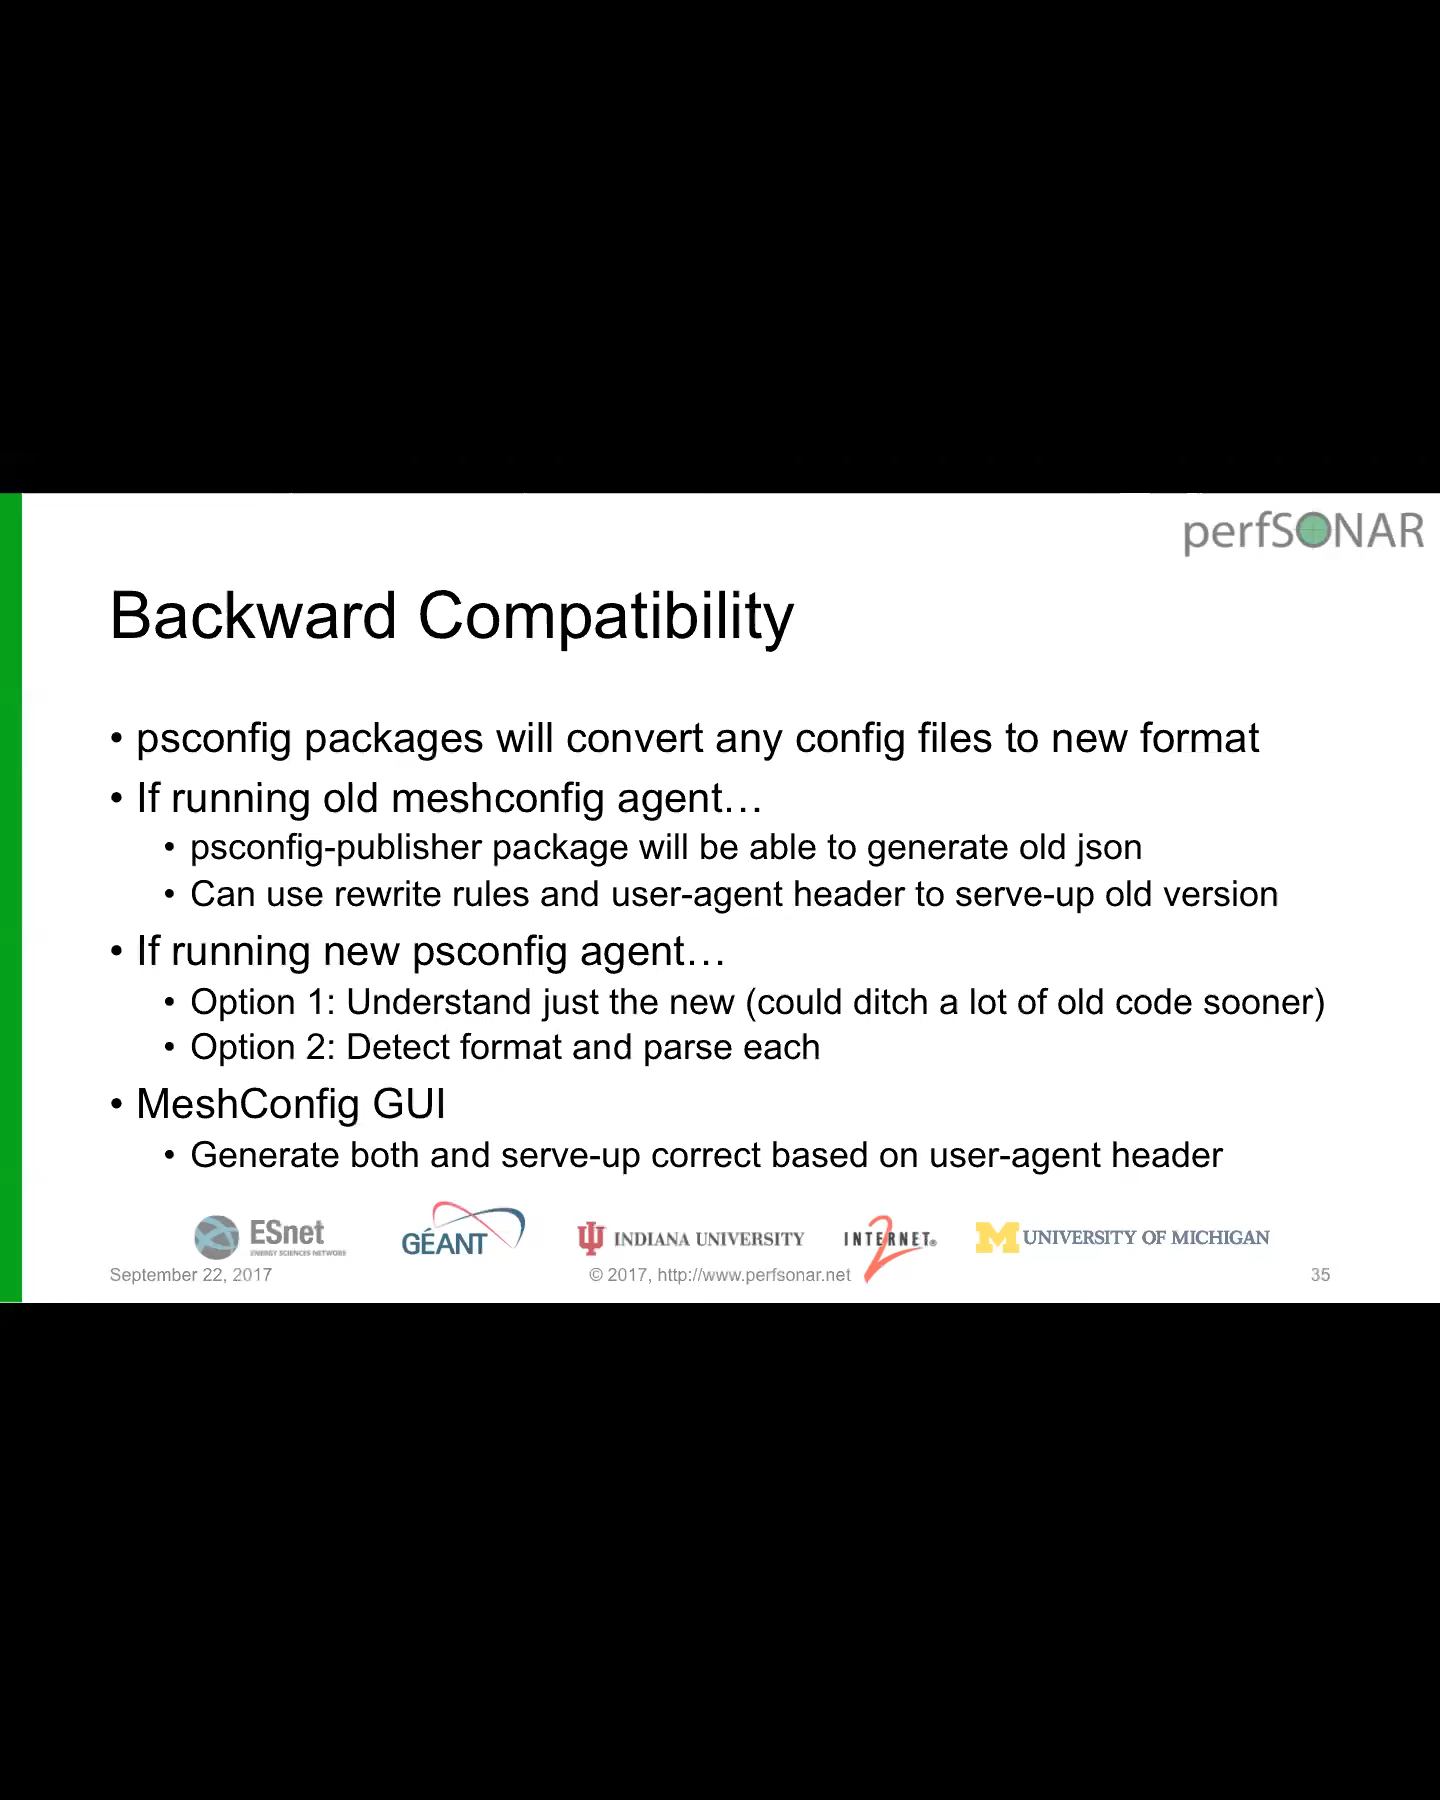 perfSONAR
Backward Compatibility
• psconfig packages will convert any config files to new format
• If running old meshconfig agent…
• psconfig-publisher package will be able to generate old json
• Can use rewrite rules and user-agent header to serve-up old version
• If running new psconfig agent…
• Option 1: Understand just the new (could ditch a lot of old code sooner)
• Option 2: Detect format and parse each
• MeshConfig GUI
• Generate both and serve-up correct based on user-agent header
ESnet
ENERGY SCIENCES NETWORK
GÉANT
INDIANA UNIVERSITY
INTERNET®
2
M UNIVERSITY OF MICHIGAN
September 22, 2017
© 2017, http://www.perfsonar.net
35